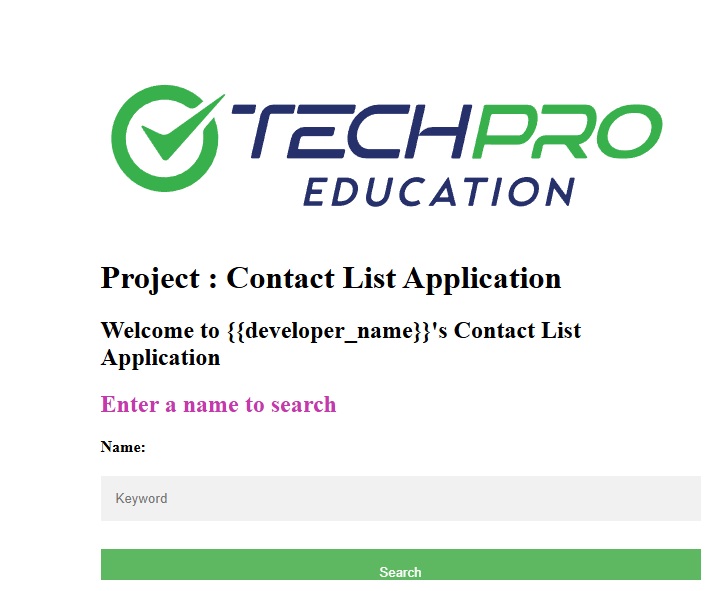 TECHPRO
EDUCATION
Project : Contact List Application
Welcome to {{developer_name}}'s Contact List
Application
Enter a name to search
Name:
Keyword
Search